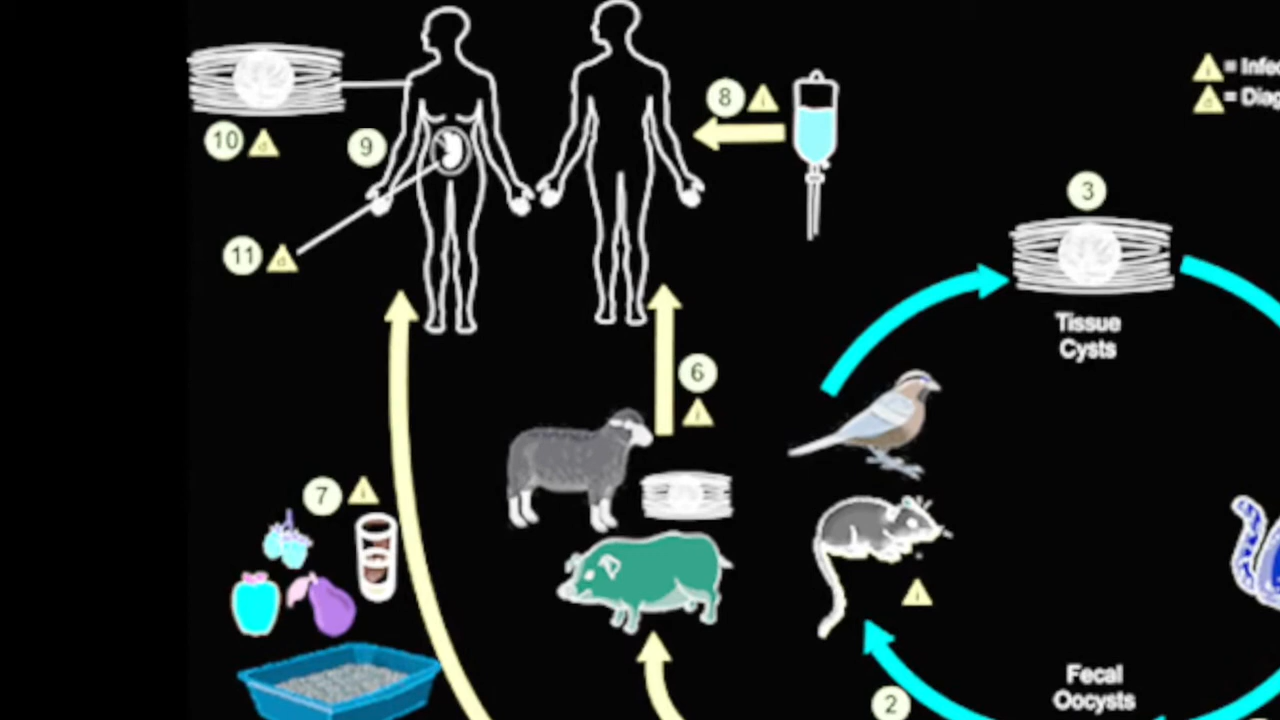 8 i
= Infec
= Diag
9
10 d
3
11 d
Tissue
Cysts
6
i
7 i
i
Fecal
Oocysts
2